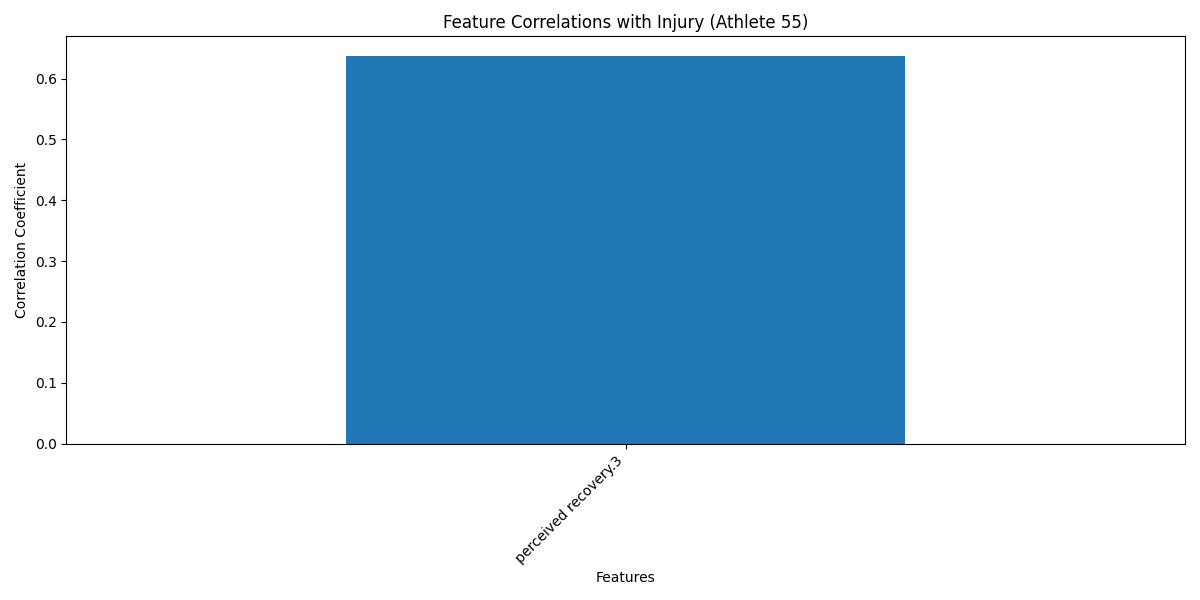 Feature Correlations with Injury (Athlete 55)
0.6
0.5
0.4
0.3
0.2
0.1
0.0
Correlation Coefficient
perceived recovery.3
Features